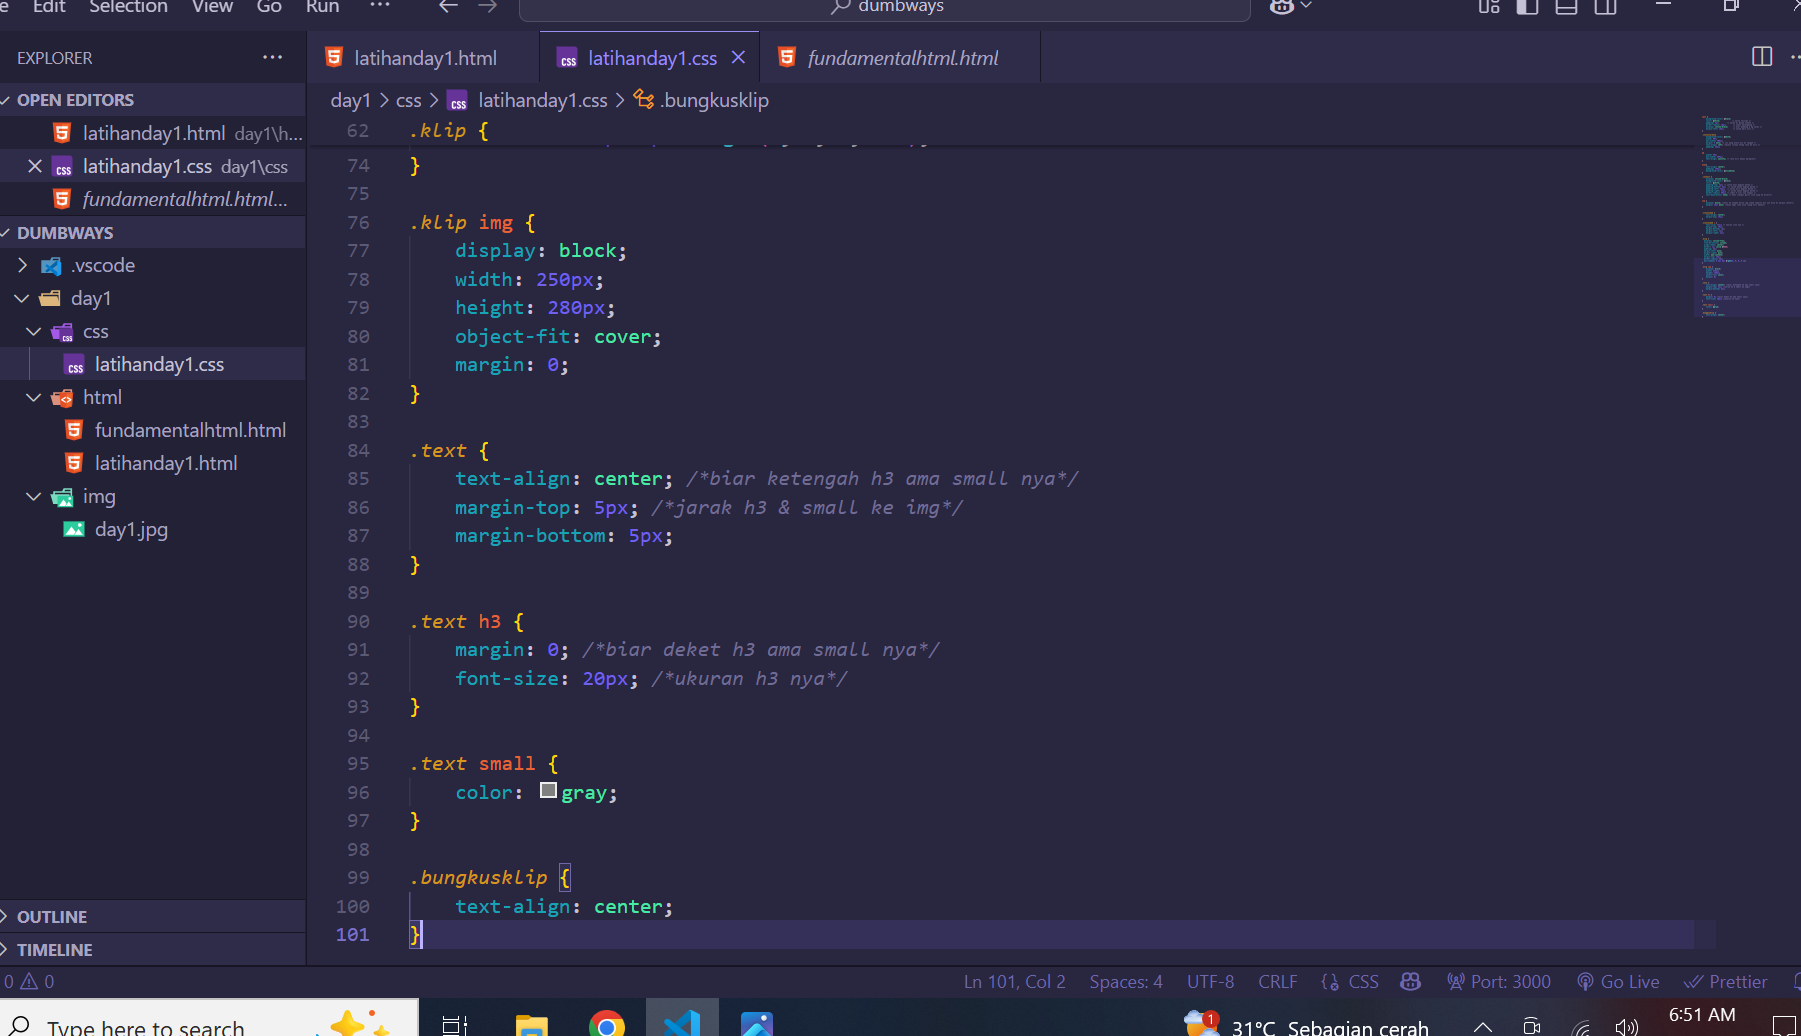 Edit Selection View Go Run ··· dumbways
EXPLORER ···
OPEN EDITORS
latihanday1.html day1\h...
latihanday1.css day1\css
fundamentalhtml.html...
DUMBWAYS
.vscode
day1
css
latihanday1.css
html
fundamentalhtml.html
latihanday1.html
img
day1.jpg
OUTLINE
TIMELINE
latihanday1.html latihanday1.css fundamentalhtml.html
day1 > css > latihanday1.css > .bungkusklip
62 .klip {
74 }
75
76 .klip img {
77 display: block;
78 width: 250px;
79 height: 280px;
80 object-fit: cover;
81 margin: 0;
82 }
83
84 .text {
85 text-align: center; /*biar ketengah h3 ama small nya*/
86 margin-top: 5px; /*jarak h3 & small ke img*/
87 margin-bottom: 5px;
88 }
89
90 .text h3 {
91 margin: 0; /*biar deket h3 ama small nya*/
92 font-size: 20px; /*ukuran h3 nya*/
93 }
94
95 .text small {
96 color: gray;
97 }
98
99 .bungkusklip {
100 text-align: center;
101 }
0 0 Ln 101, Col 2 Spaces: 4 UTF-8 CRLF {} CSS Port: 3000 Go Live Prettier
Type here to search 1 31°C Sebagian cerah 6:51 AM